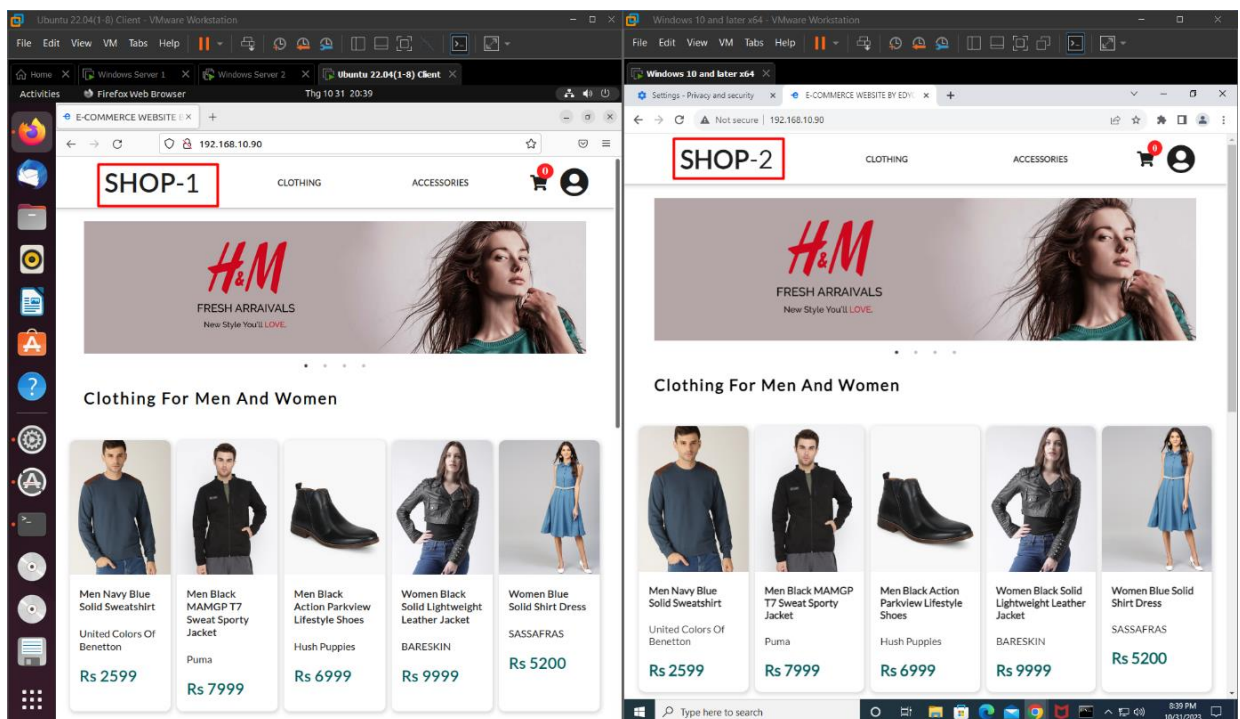 Ubuntu 22.04(1-8) Client - VMware Workstation
File Edit View VM Tabs Help
Home
Windows Server 1
Windows Server 2
Ubuntu 22.04(1-8) Client
Activities
Firefox Web Browser
Thg 10 31 20:39
E-COMMERCE WEBSITE
192.168.10.90
SHOP-1
CLOTHING
ACCESSORIES
0
H&M
FRESH ARRAIVALS
New Style You'll LOVE.
Clothing For Men And Women
Men Navy Blue
Solid Sweatshirt
United Colors Of
Benetton
Rs 2599
Men Black
MAMGP T7
Sweat Sporty
Jacket
Puma
Rs 7999
Men Black
Action Parkview
Lifestyle Shoes
Hush Puppies
Rs 6999
Women Black
Solid Lightweight
Leather Jacket
BARESKIN
Rs 9999
Women Blue
Solid Shirt Dress
SASSAFRAS
Rs 5200
Windows 10 and later x64 - VMware Workstation
File Edit View VM Tabs Help
Windows 10 and later x64
Settings - Privacy and security
E-COMMERCE WEBSITE BY EDY
Not secure
192.168.10.90
SHOP-2
CLOTHING
ACCESSORIES
0
H&M
FRESH ARRAIVALS
New Style You'll LOVE.
Clothing For Men And Women
Men Navy Blue
Solid Sweatshirt
United Colors Of
Benetton
Rs 2599
Men Black MAMGP
T7 Sweat Sporty
Jacket
Puma
Rs 7999
Men Black Action
Parkview Lifestyle
Shoes
Hush Puppies
Rs 6999
Women Black Solid
Lightweight Leather
Jacket
BARESKIN
Rs 9999
Women Blue Solid
Shirt Dress
SASSAFRAS
Rs 5200
Type here to search
8:39 PM
10/31/2023